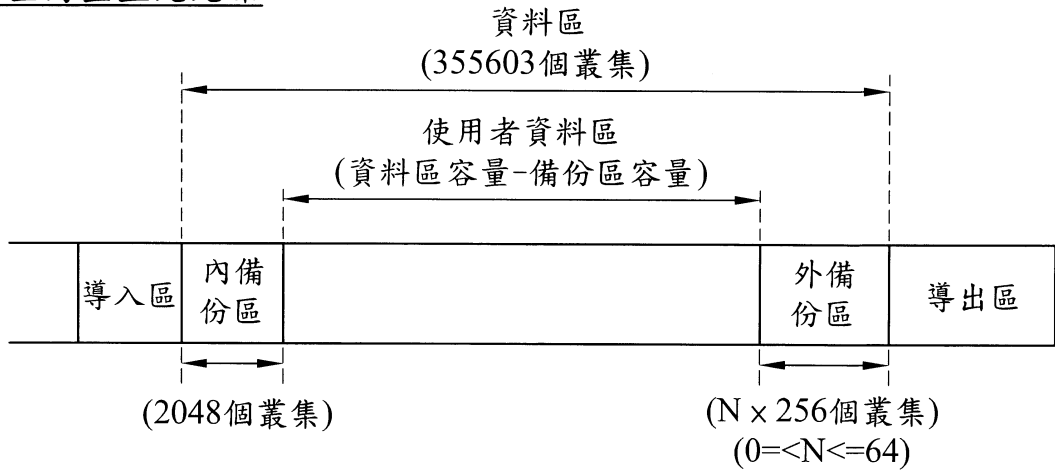 資料區
(355603個叢集)
使用者資料區
(資料區容量-備份區容量)
導入區
內備
份區
外備
份區
導出區
(2048個叢集)
(N x 256個叢集)
(0=<N<=64)